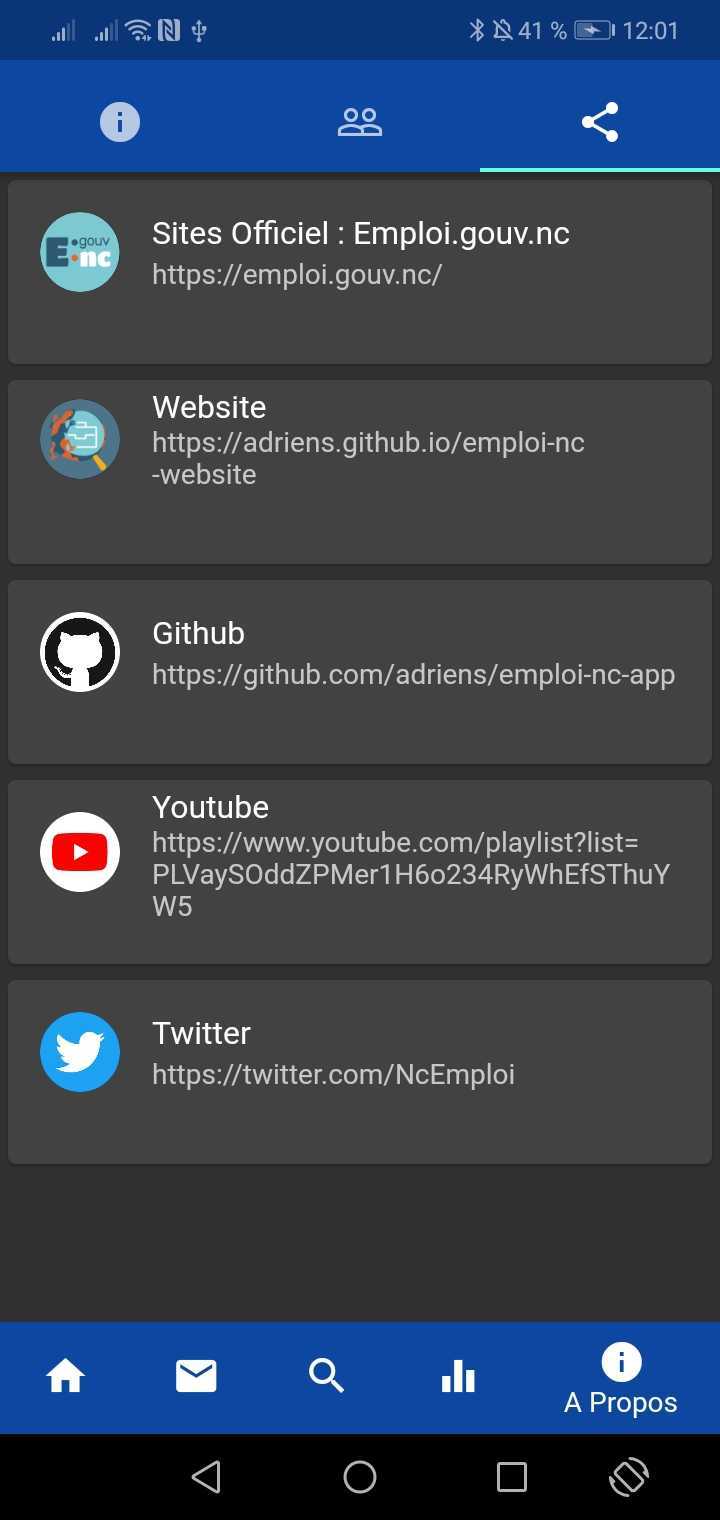 41 % 12:01
E gouv
nc
Sites Officiel : Emploi.gouv.nc
https://emploi.gouv.nc/
Website
https://adriens.github.io/emploi-nc
-website
Github
https://github.com/adriens/emploi-nc-app
Youtube
https://www.youtube.com/playlist?list=
PLVaySOddZPMer1H6o234RyWhEfSThuY
W5
Twitter
https://twitter.com/NcEmploi
A Propos